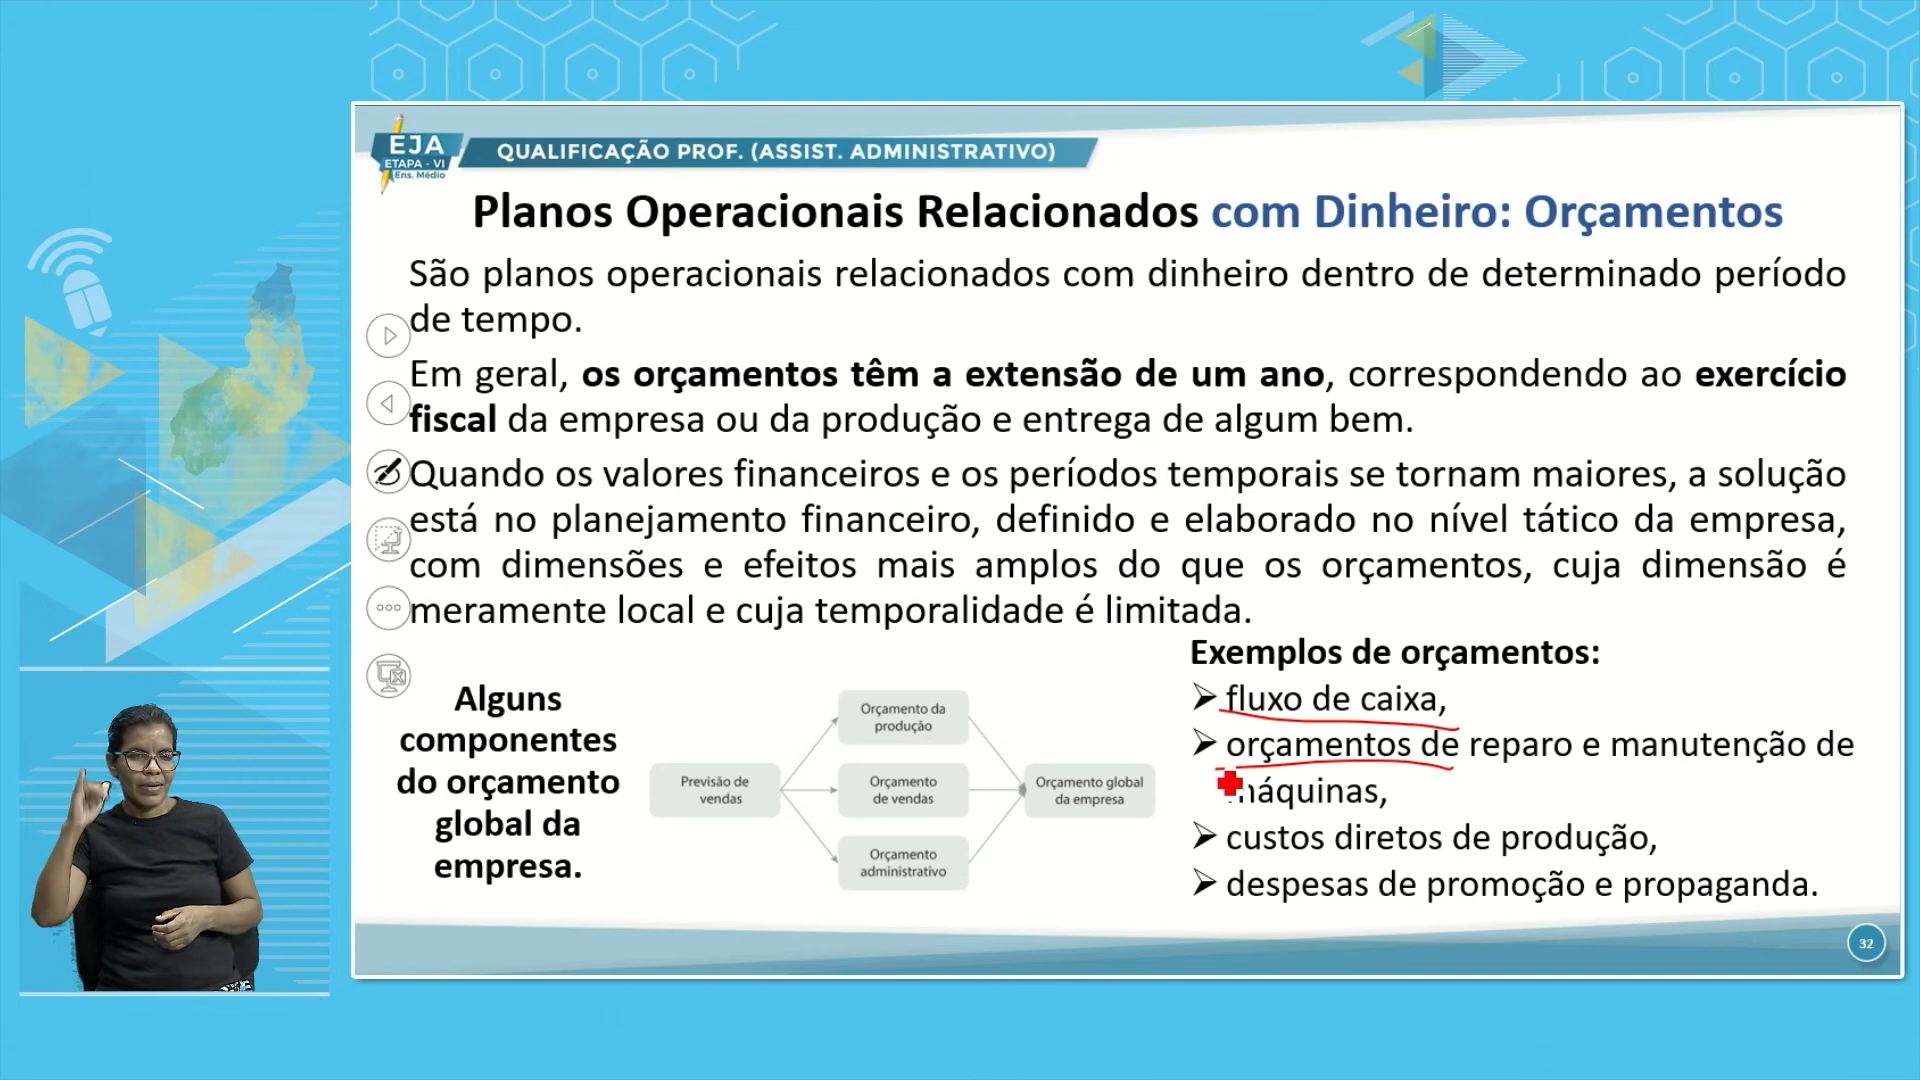 EJA
ETAPA - VI
Ens. Médio
QUALIFICAÇÃO PROF. (ASSIST. ADMINISTRATIVO)
Planos Operacionais Relacionados com Dinheiro: Orçamentos
São planos operacionais relacionados com dinheiro dentro de determinado período
de tempo.
Em geral, os orçamentos têm a extensão de um ano, correspondendo ao exercício
fiscal da empresa ou da produção e entrega de algum bem.
Quando os valores financeiros e os períodos temporais se tornam maiores, a solução
está no planejamento financeiro, definido e elaborado no nível tático da empresa,
com dimensões e efeitos mais amplos do que os orçamentos, cuja dimensão é
meramente local e cuja temporalidade é limitada.
Alguns
componentes
do orçamento
global da
empresa.
Previsão de
vendas
Orçamento da
produção
Orçamento
de vendas
Orçamento
administrativo
Orçamento global
da empresa
Exemplos de orçamentos:
➢ fluxo de caixa,
➢ orçamentos de reparo e manutenção de
máquinas,
➢ custos diretos de produção,
➢ despesas de promoção e propaganda.
32